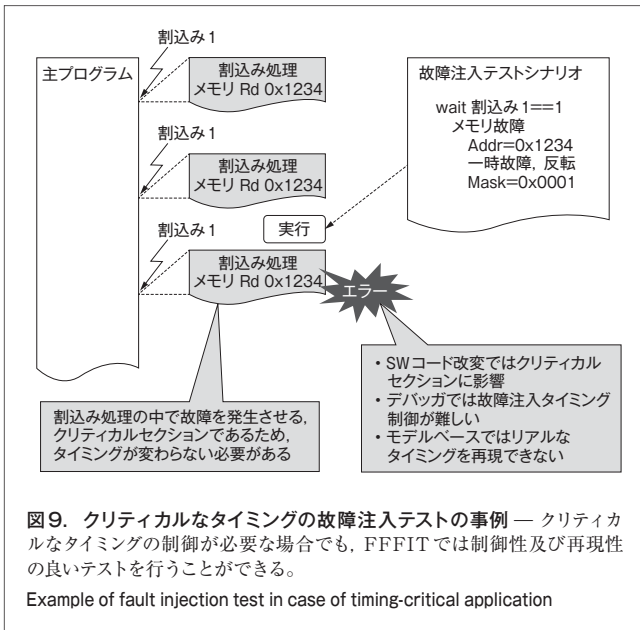 主プログラム
割込み1
割込み処理
メモリ Rd 0x1234
割込み1
割込み処理
メモリ Rd 0x1234
割込み1
実行
割込み処理
メモリ Rd 0x1234
エラー
故障注入テストシナリオ
wait 割込み1==1
メモリ故障
Addr=0x1234
一時故障, 反転
Mask=0x0001
割込み処理の中で故障を発生させる,
クリティカルセクションであるため,
タイミングが変わらない必要がある
・SWコード改変ではクリティカル
セクションに影響
・デバッガでは故障注入タイミング
制御が難しい
・モデルベースではリアルな
タイミングを再現できない
図9. クリティカルなタイミングの故障注入テストの事例 — クリティカ
ルなタイミングの制御が必要な場合でも, FFFITでは制御性及び再現性
の良いテストを行うことができる。
Example of fault injection test in case of timing-critical application